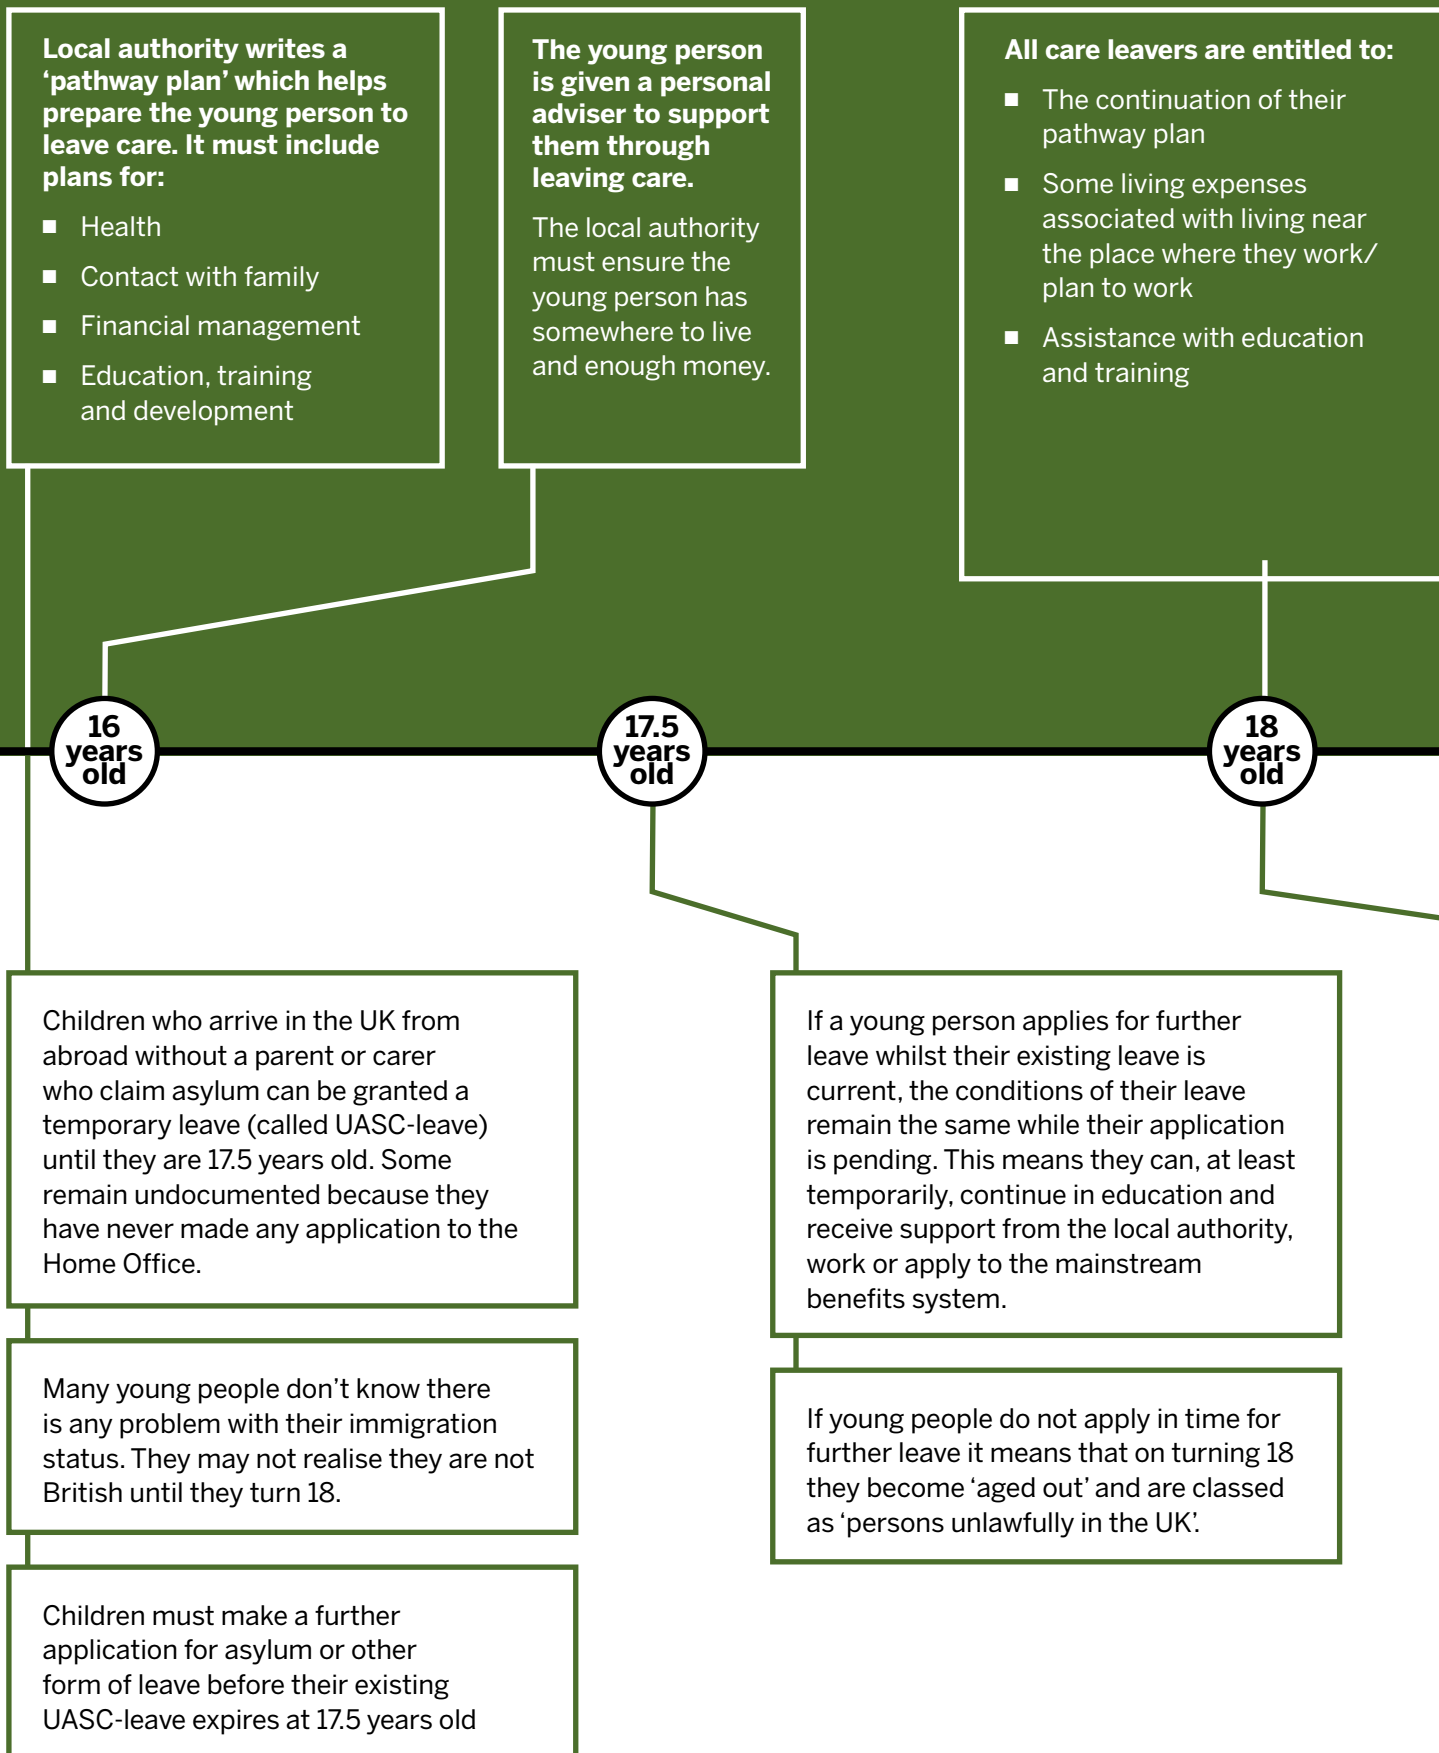 Local authority writes a
‘pathway plan’ which helps
prepare the young person to
leave care. It must include
plans for:
■ Health
■ Contact with family
■ Financial management
■ Education, training
and development
The young person
is given a personal
adviser to support
them through
leaving care.
The local authority
must ensure the
young person has
somewhere to live
and enough money.
All care leavers are entitled to:
■ The continuation of their
pathway plan
■ Some living expenses
associated with living near
the place where they work/
plan to work
■ Assistance with education
and training
16
years
old
17.5
years
old
18
years
old
Children who arrive in the UK from
abroad without a parent or carer
who claim asylum can be granted a
temporary leave (called UASC-leave)
until they are 17.5 years old. Some
remain undocumented because they
have never made any application to the
Home Office.
Many young people don’t know there
is any problem with their immigration
status. They may not realise they are not
British until they turn 18.
Children must make a further
application for asylum or other
form of leave before their existing
UASC-leave expires at 17.5 years old
If a young person applies for further
leave whilst their existing leave is
current, the conditions of their leave
remain the same while their application
is pending. This means they can, at least
temporarily, continue in education and
receive support from the local authority,
work or apply to the mainstream
benefits system.
If young people do not apply in time for
further leave it means that on turning 18
they become ‘aged out’ and are classed
as ‘persons unlawfully in the UK’.